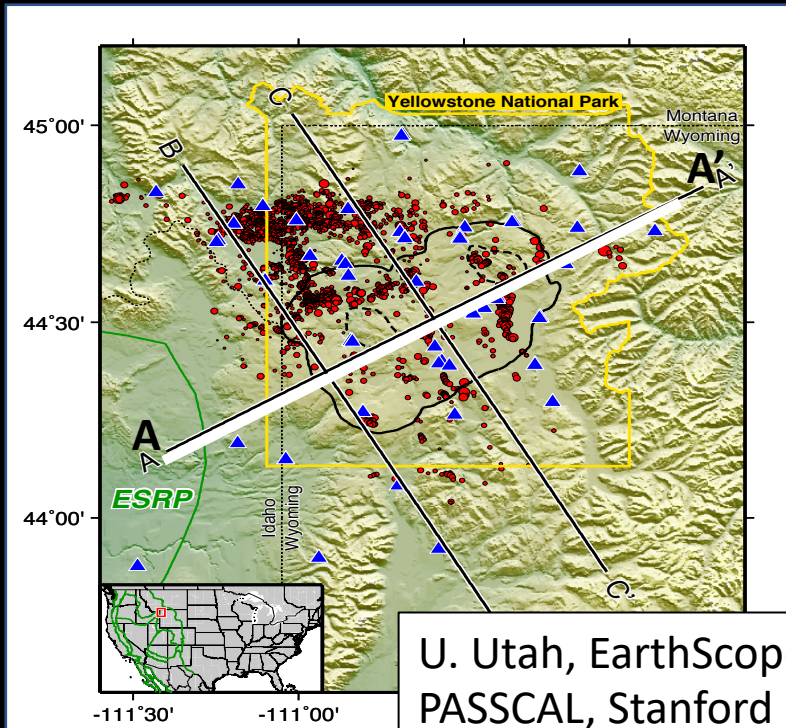 Yellowstone National Park
Montana
Wyoming
45°00'
C
B
A'
A'
44°30'
A
A
ESRP
Idaho
Wyoming
44°00'
C'
U. Utah, EarthScop
PASSCAL, Stanford
-111°30'
-111°00'